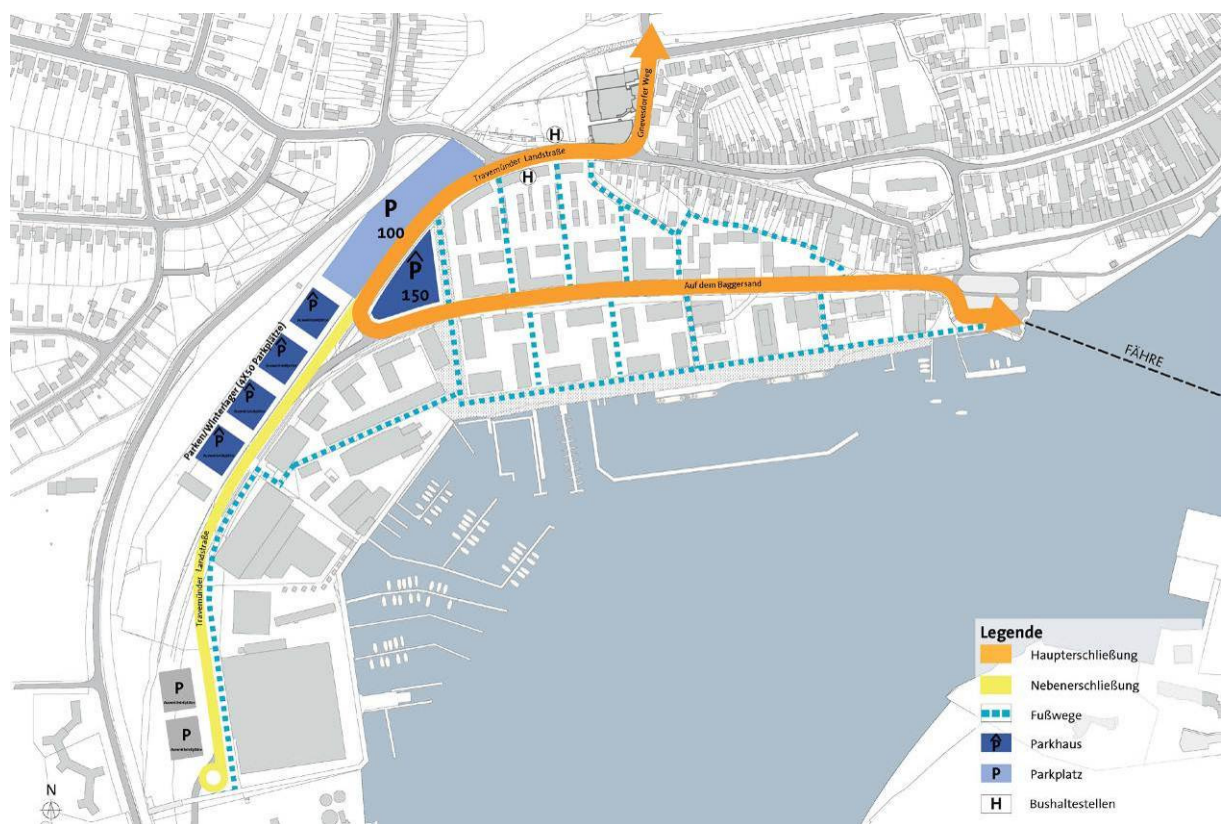 Gnevesdorfer Weg
H
Travemünder Landstraße
H
P
100
P
150
Auf dem Baggersand
FÄHRE
P
P
P
P
Parken/Winterlager (4X50 Parkplätze)
Travemünder Landstraße
P
P
N
Legende
Haupterschließung
Nebenerschließung
Fußwege
P Parkhaus
P Parkplatz
H Bushaltestellen